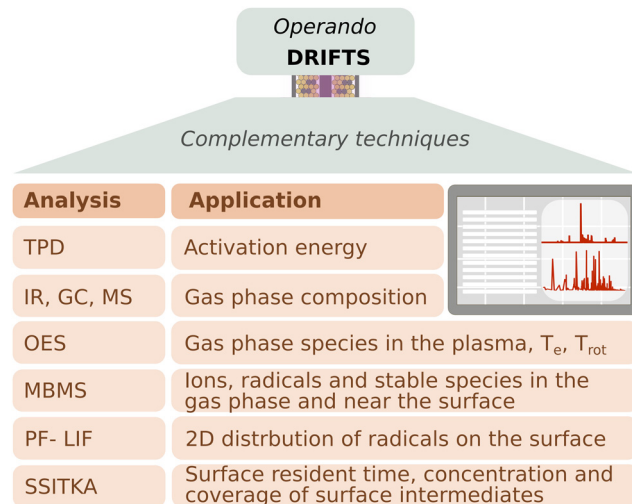 Operando
DRIFTS
Complementary techniques
Analysis
Application
TPD
Activation energy
IR, GC, MS
Gas phase composition
OES
Gas phase species in the plasma, Te, Trot
MBMS
Ions, radicals and stable species in the
gas phase and near the surface
PF- LIF
2D distrbution of radicals on the surface
SSITKA
Surface resident time, concentration and
coverage of surface intermediates